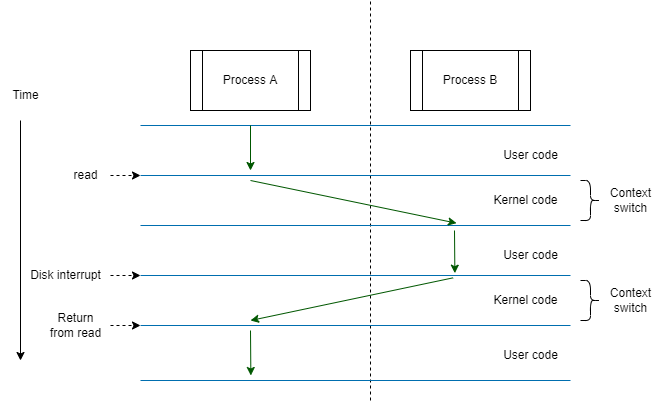 Process A
Process B
Time
User code
read
Kernel code
Context
switch
User code
Disk interrupt
Kernel code
Context
switch
Return
from read
User code